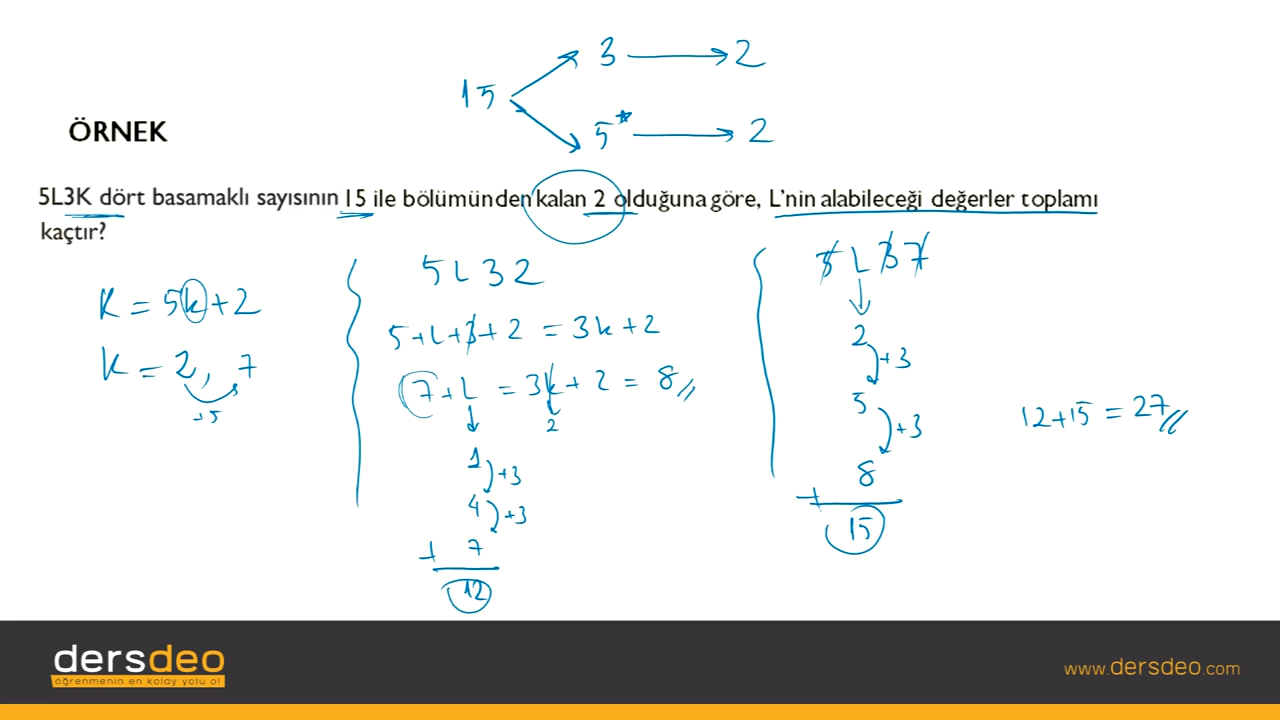 15
3 → 2
5* → 2
ÖRNEK
5L3K dört basamaklı sayısının 15 ile bölümünden kalan 2 olduğuna göre, L'nin alabileceği değerler toplamı
kaçtır?
K = 5k+2
K = 2, 7
+5
5L32
5+L+3+2 = 3k+2
7+L = 3k+2 = 8//
2
1
+3
4
+3
+ 7
12
5L37
2
+3
5
+3
8
+
15
12+15 = 27//
dersdeo
öğrenmenin en kolay yolu o!
www.dersdeo.com